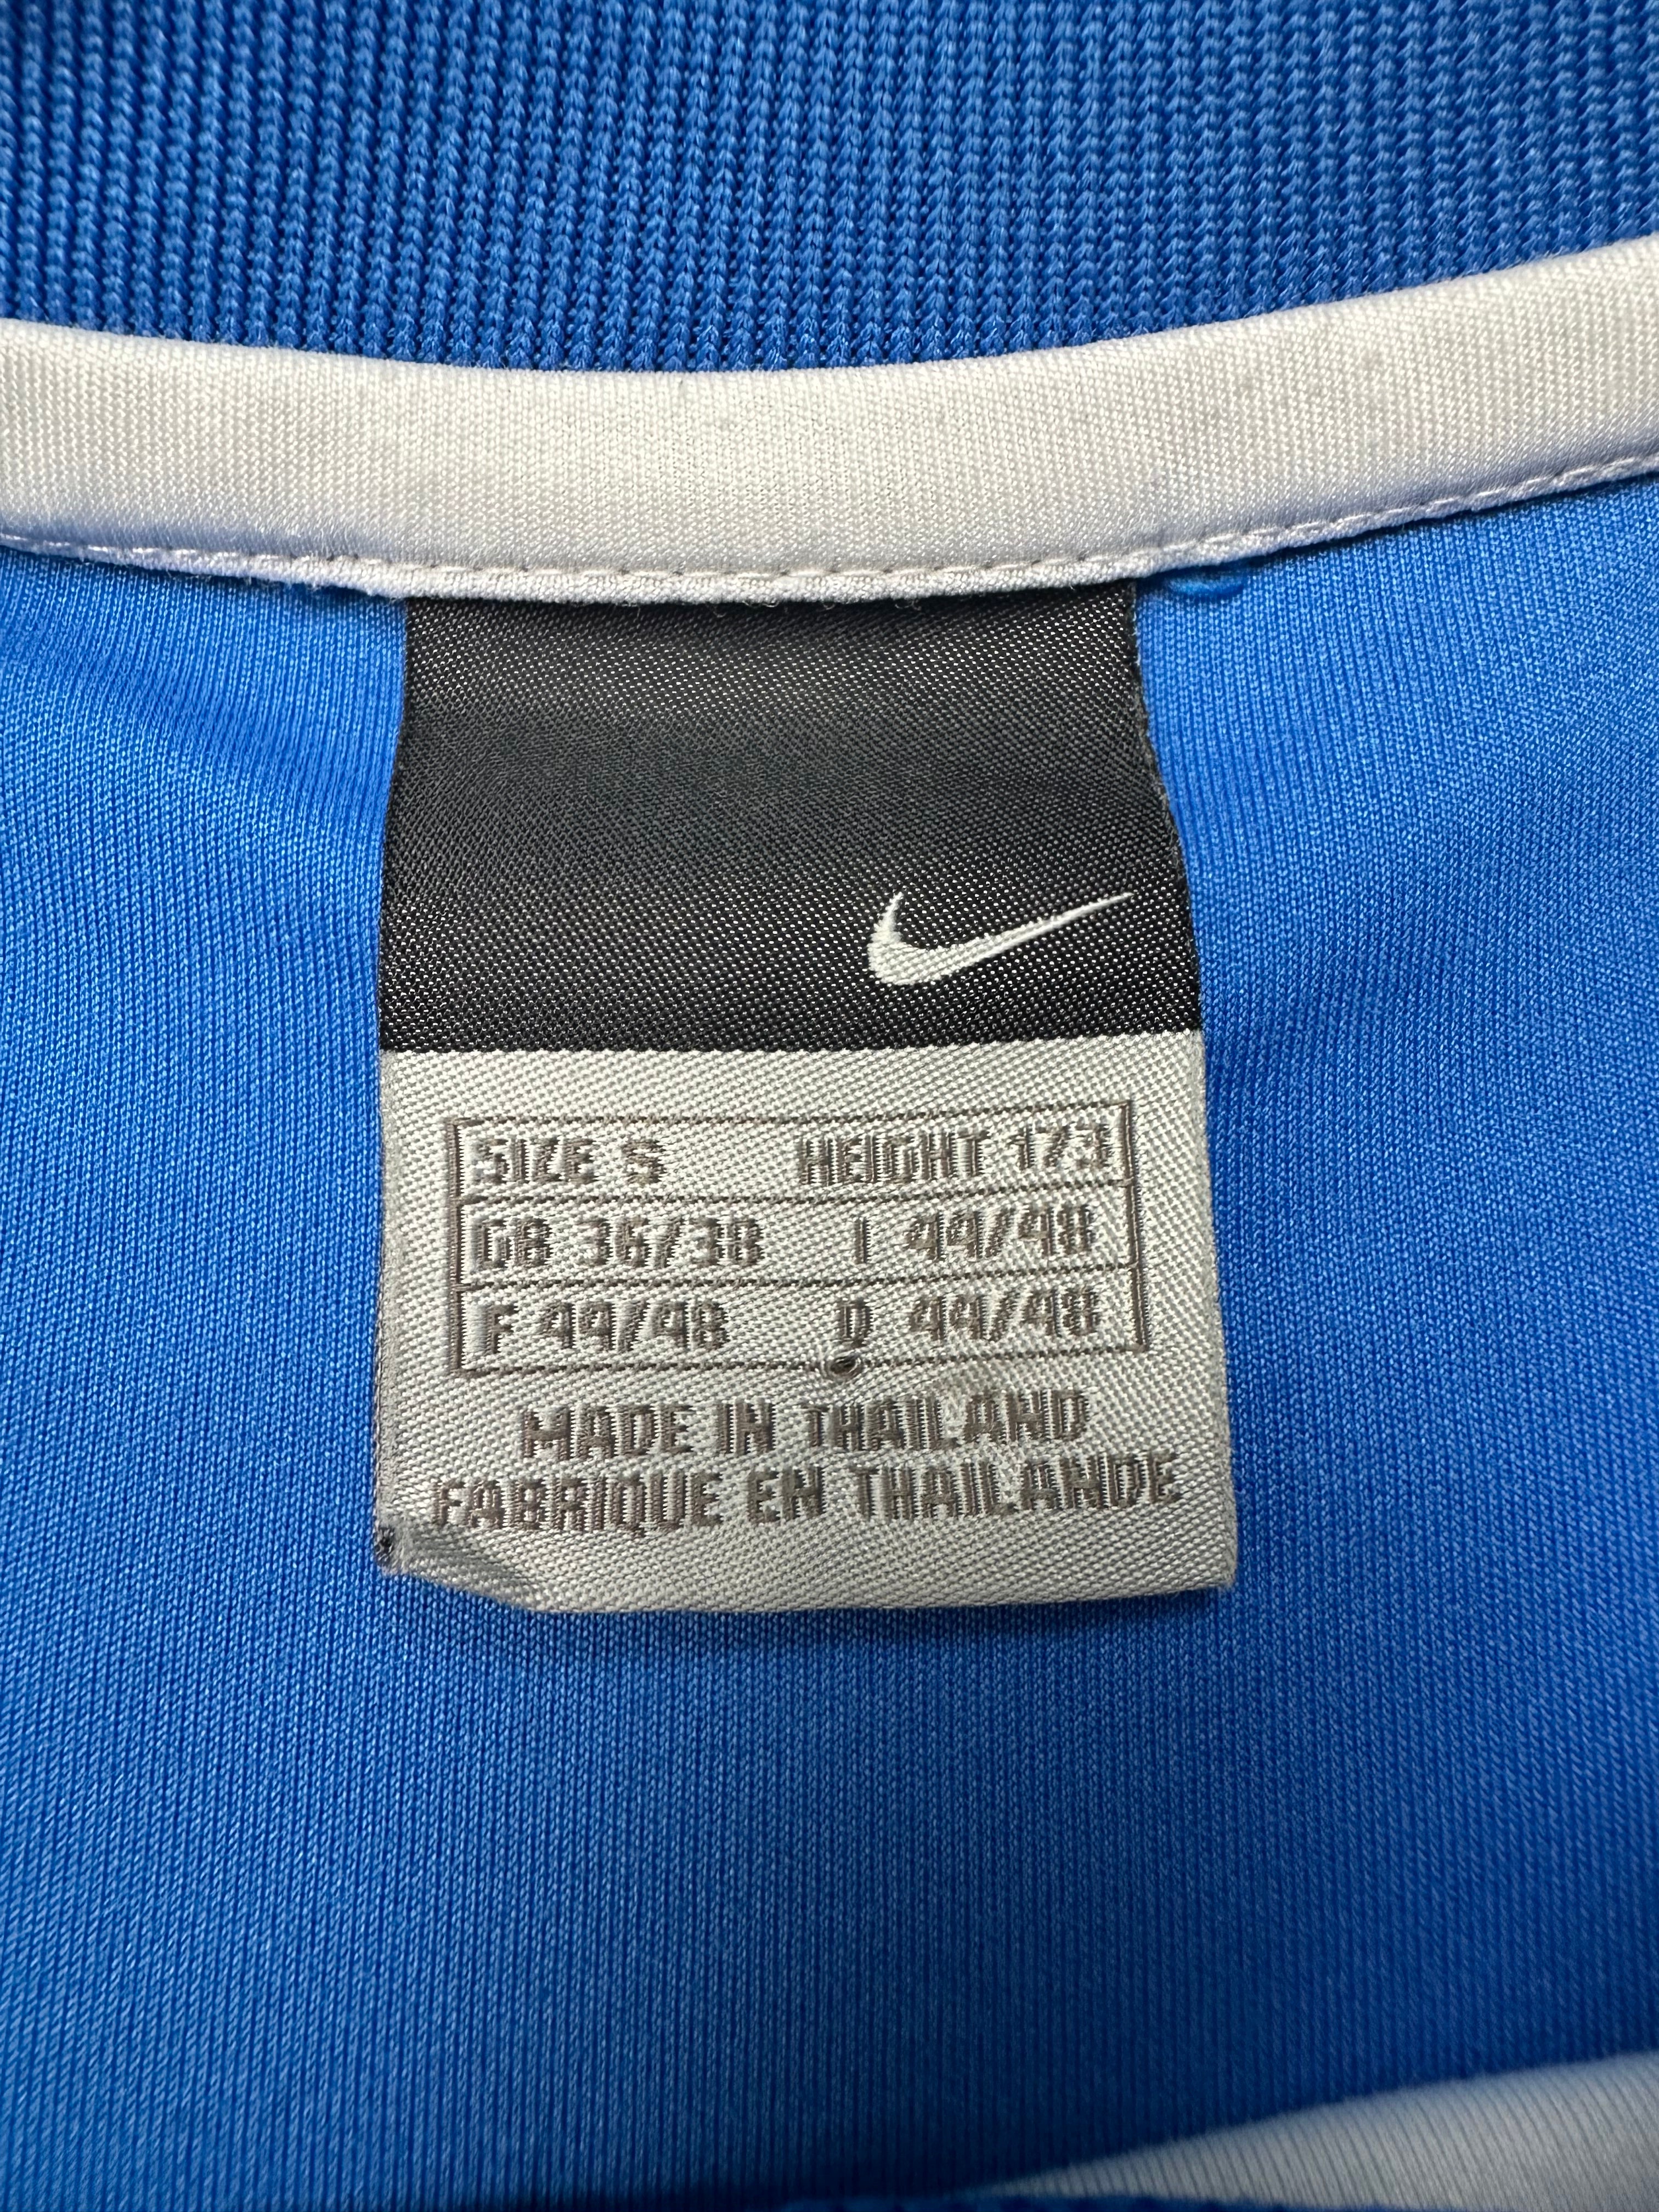 SIZE S HEIGHT 173
GB 36/38 I 44/48
F 44/48 D 44/48
MADE IN THAILAND
FABRIQUE EN THAILANDE